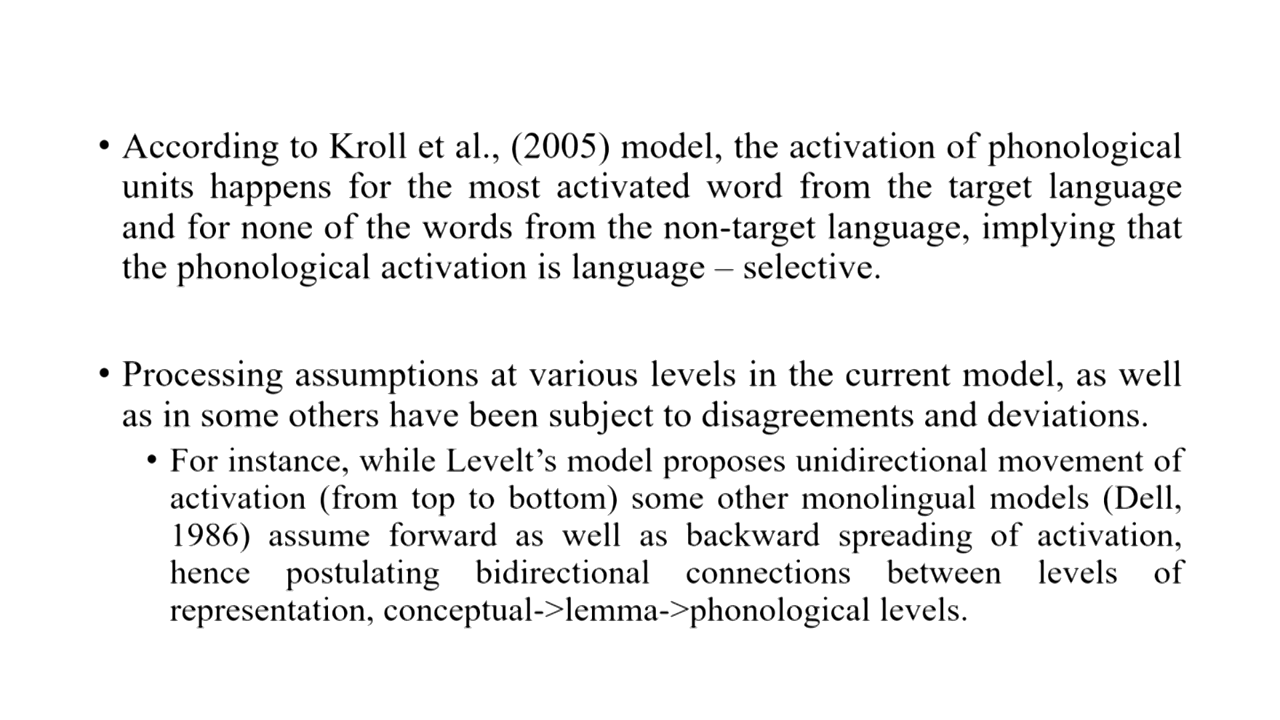 • According to Kroll et al., (2005) model, the activation of phonological
units happens for the most activated word from the target language
and for none of the words from the non-target language, implying that
the phonological activation is language – selective.
• Processing assumptions at various levels in the current model, as well
as in some others have been subject to disagreements and deviations.
• For instance, while Levelt’s model proposes unidirectional movement of
activation (from top to bottom) some other monolingual models (Dell,
1986) assume forward as well as backward spreading of activation,
hence postulating bidirectional connections between levels of
representation, conceptual->lemma->phonological levels.